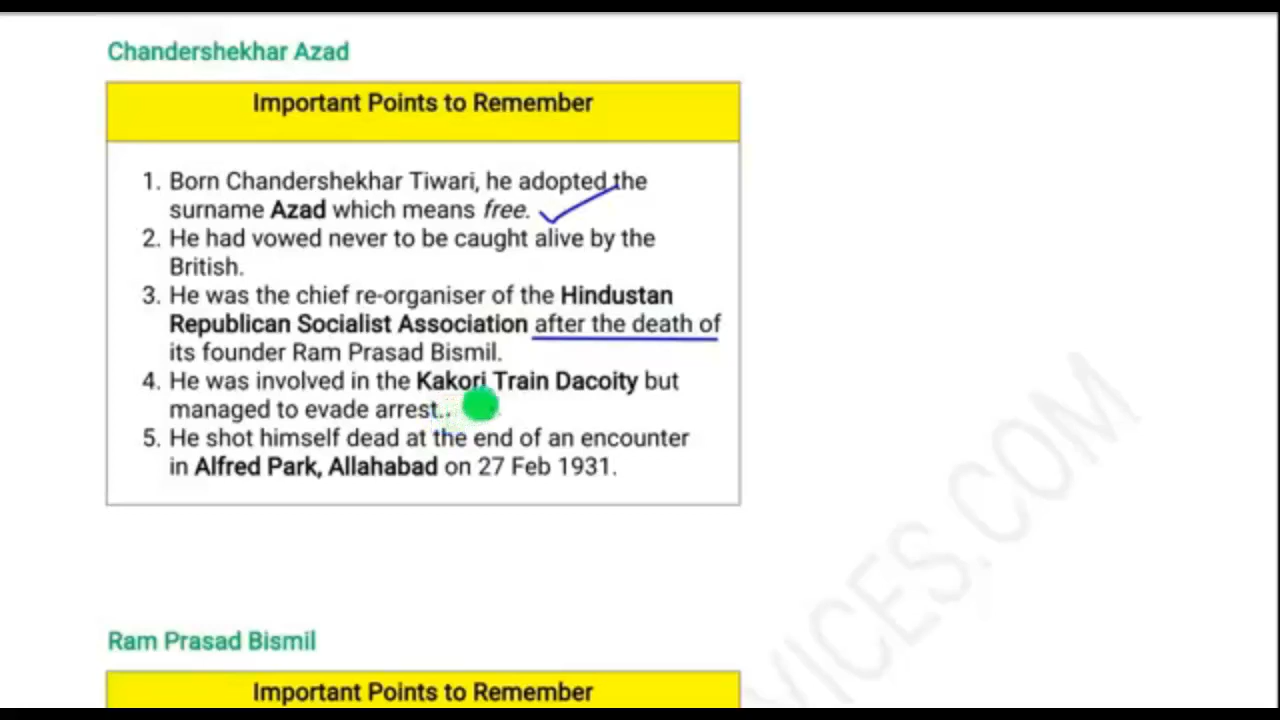 Chandershekhar Azad
Important Points to Remember
1. Born Chandershekhar Tiwari, he adopted the
surname Azad which means free.
2. He had vowed never to be caught alive by the
British.
3. He was the chief re-organiser of the Hindustan
Republican Socialist Association after the death of
its founder Ram Prasad Bismil.
4. He was involved in the Kakori Train Dacoity but
managed to evade arrest..
5. He shot himself dead at the end of an encounter
in Alfred Park, Allahabad on 27 Feb 1931.
VICES.COM
Ram Prasad Bismil
Important Points to Remember